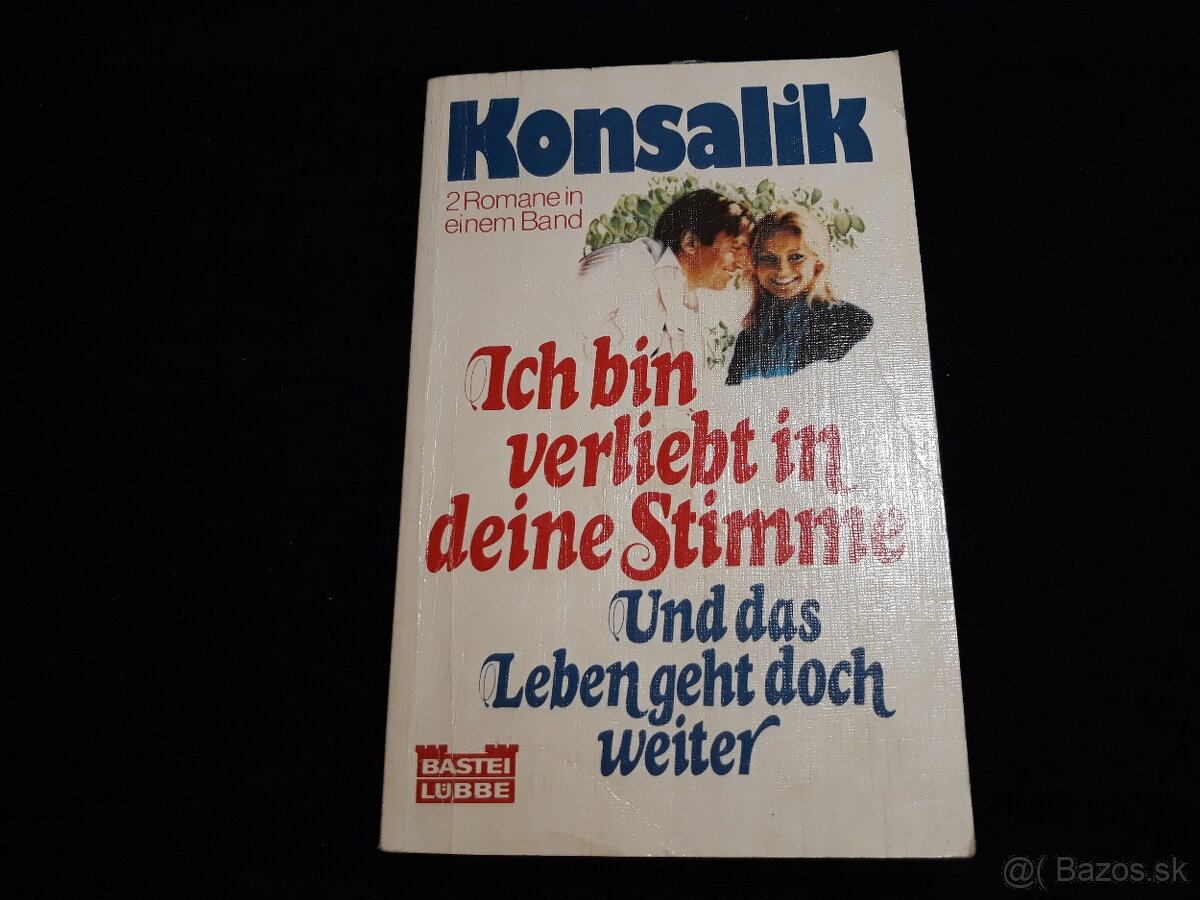 Konsalik
2 Romane in
einem Band
Ich bin
verliebt in
deine Stimme
Und das
Leben geht doch
weiter
BASTEI
LÜBBE
@( Bazos.sk